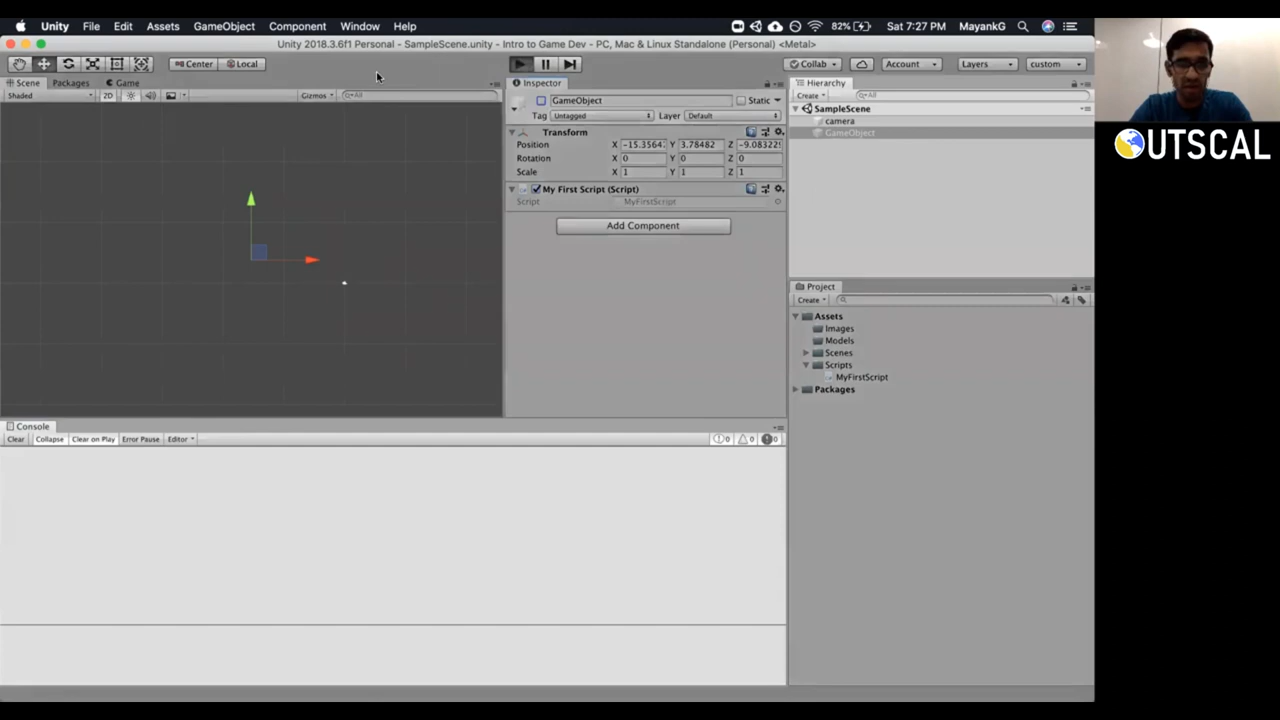 Unity File Edit Assets GameObject Component Window Help 82% Sat 7:27 PM MayankG
Unity 2018.3.6f1 Personal - SampleScene.unity - Intro to Game Dev - PC, Mac & Linux Standalone (Personal) <Metal>
Center Local Collab Account Layers custom
Scene Packages Game
Shaded 2D Gizmos All
Inspector
GameObject Static
Tag Untagged Layer Default
Transform
Position X -15.3564 Y 3.78482 Z -9.08322
Rotation X 0 Y 0 Z 0
Scale X 1 Y 1 Z 1
My First Script (Script)
Script MyFirstScript
Add Component
Hierarchy
Create All
SampleScene
camera
GameObject
Project
Create
Assets
Images
Models
Scenes
Scripts
MyFirstScript
Packages
Console
Clear Collapse Clear on Play Error Pause Editor 0 0 0
OUTSCAL